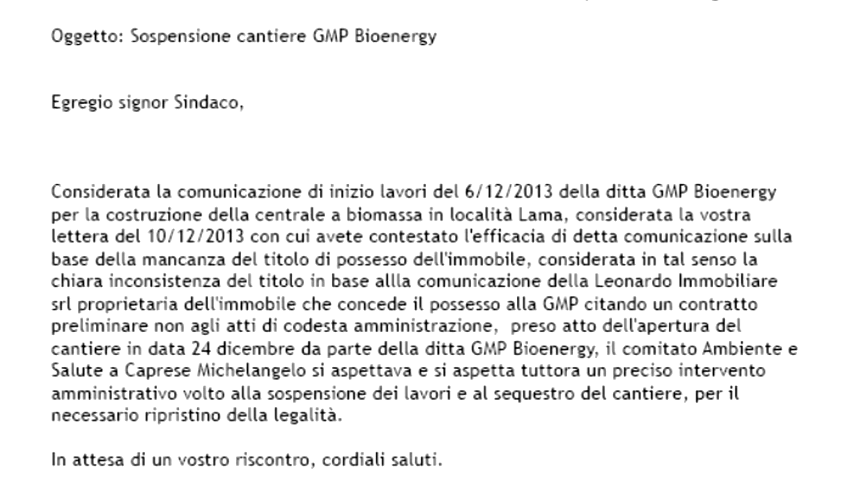 Oggetto: Sospensione cantiere GMP Bioenergy
Egregio signor Sindaco,
Considerata la comunicazione di inizio lavori del 6/12/2013 della ditta GMP Bioenergy
per la costruzione della centrale a biomassa in località Lama, considerata la vostra
lettera del 10/12/2013 con cui avete contestato l'efficacia di detta comunicazione sulla
base della mancanza del titolo di possesso dell'immobile, considerata in tal senso la
chiara inconsistenza del titolo in base allla comunicazione della Leonardo Immobiliare
srl proprietaria dell'immobile che concede il possesso alla GMP citando un contratto
preliminare non agli atti di codesta amministrazione, preso atto dell'apertura del
cantiere in data 24 dicembre da parte della ditta GMP Bioenergy, il comitato Ambiente e
Salute a Caprese Michelangelo si aspettava e si aspetta tuttora un preciso intervento
amministrativo volto alla sospensione dei lavori e al sequestro del cantiere, per il
necessario ripristino della legalità.
In attesa di un vostro riscontro, cordiali saluti.